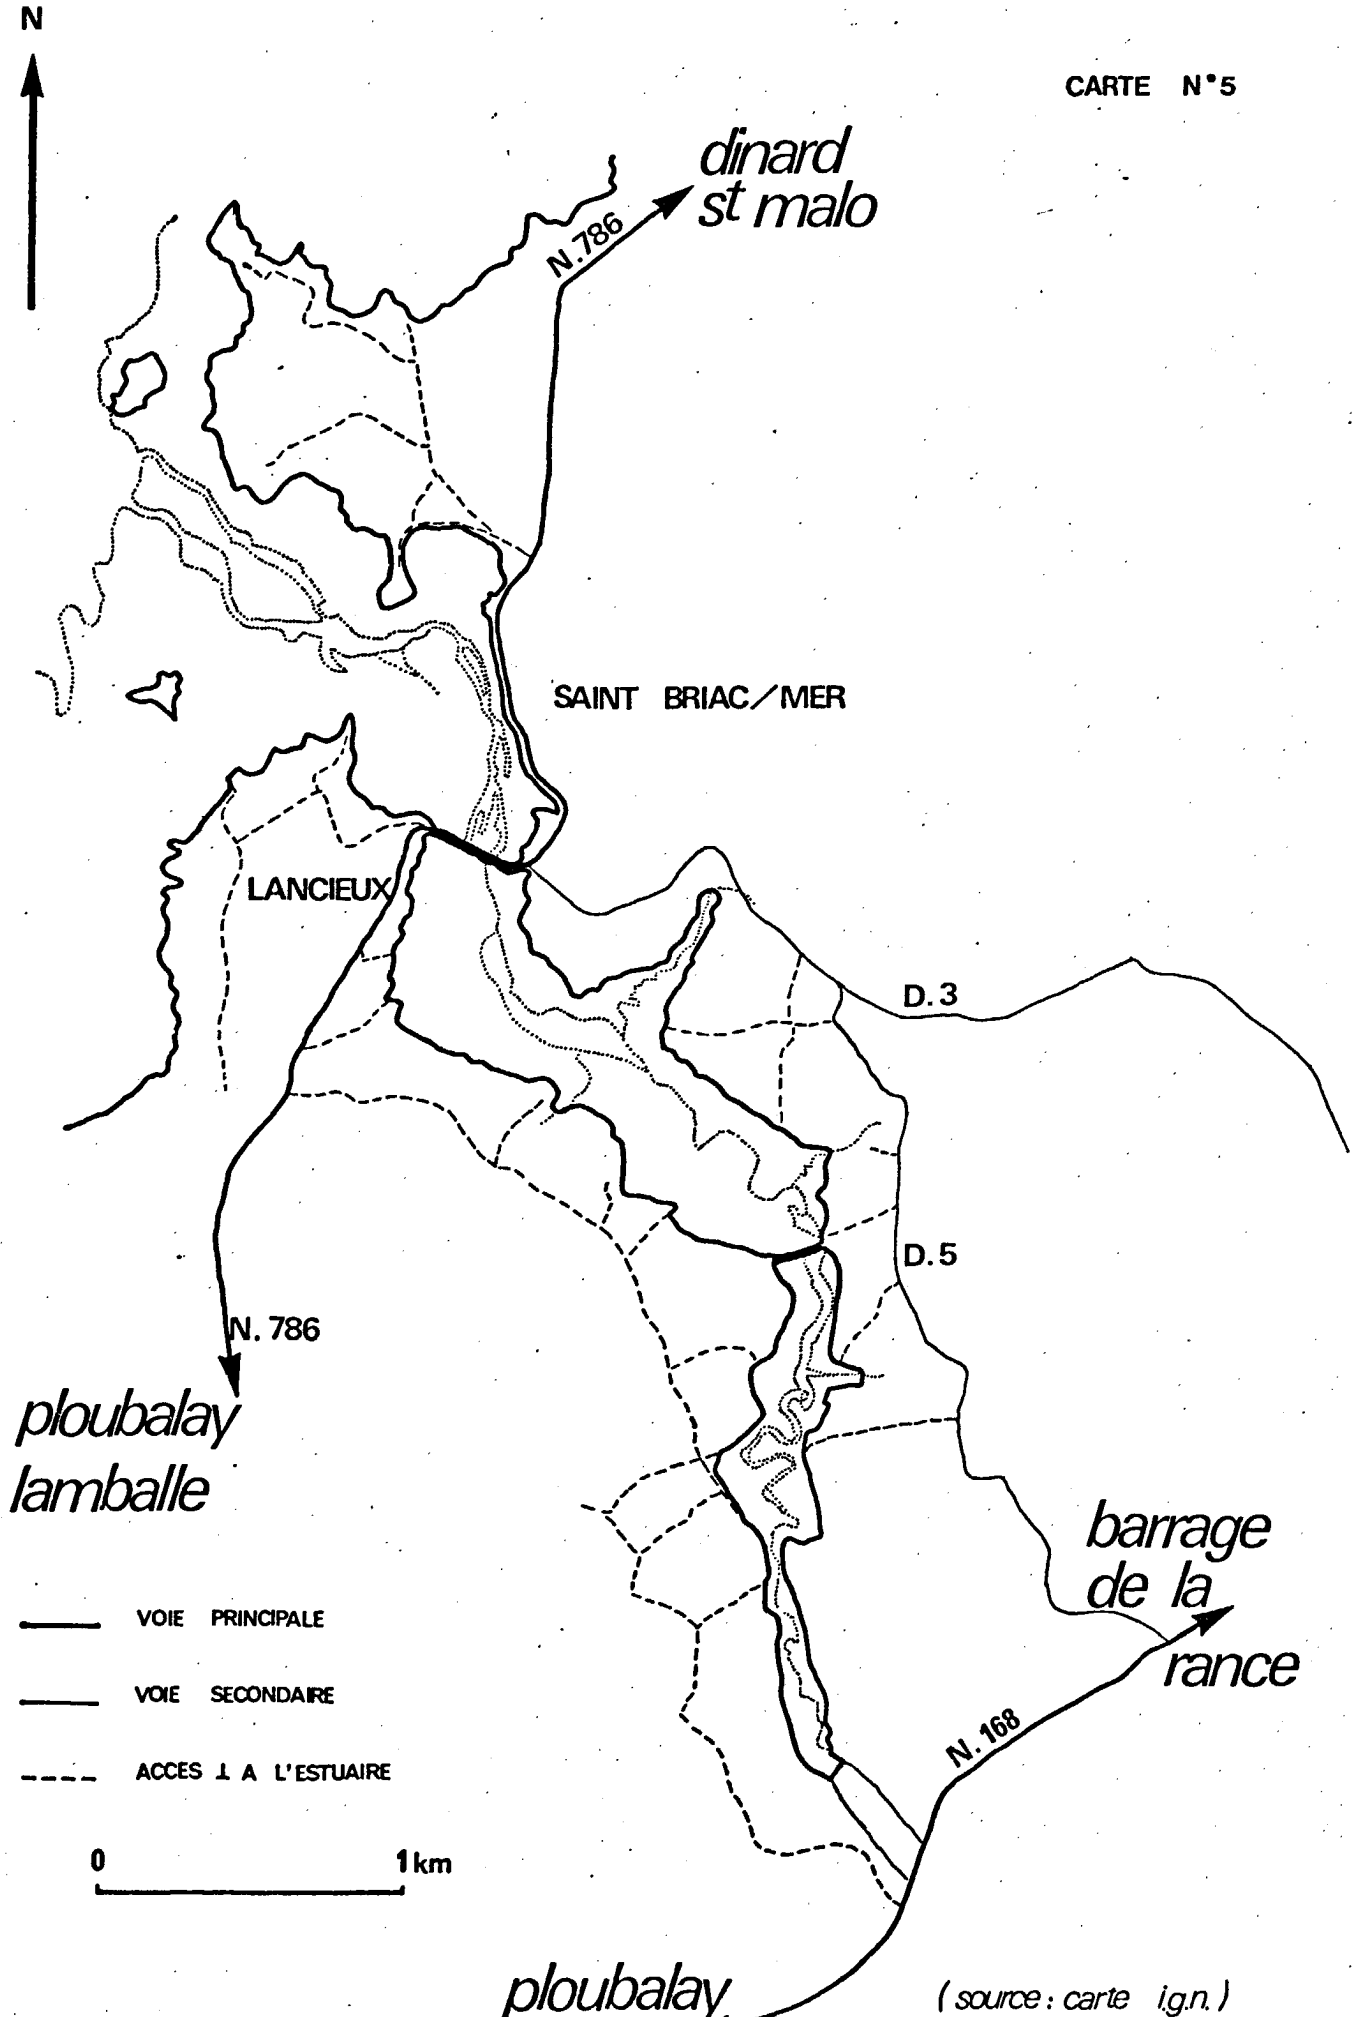 N
CARTE N°5
dinard
st malo
N.786
SAINT BRIAC/MER
LANCIEUX
D.3
D.5
N.786
ploubalay
lamballe
barrage
de la
rance
VOIE PRINCIPALE
VOIE SECONDAIRE
N.168
ACCES ⊥ A L'ESTUAIRE
0 1km
ploubalay
(source: carte i.g.n.)